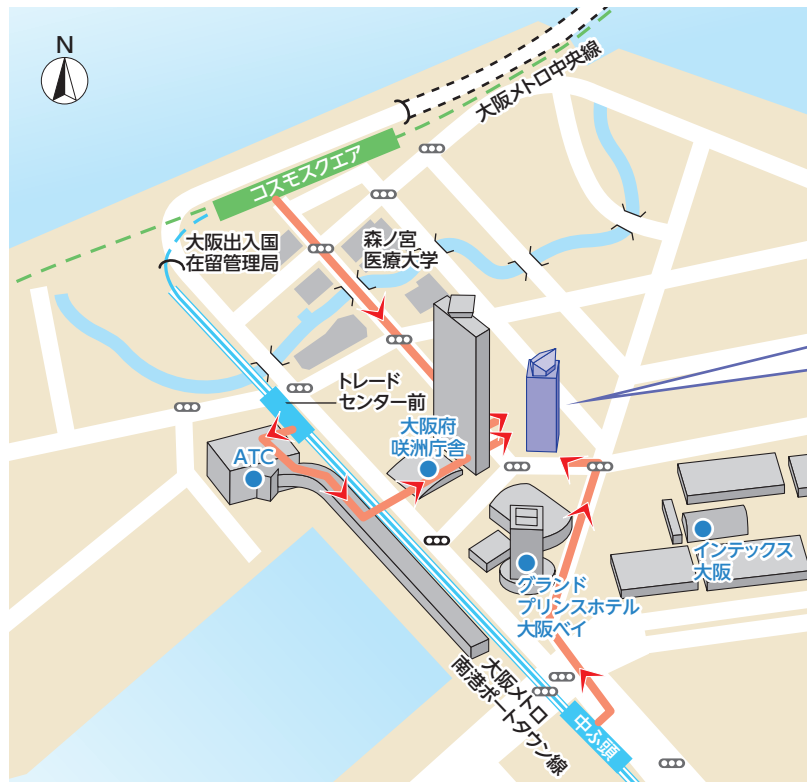 N
大阪メトロ中央線
コスモスクエア
大阪出入国
在留管理局
森ノ宮
医療大学
トレード
センター前
大阪府
咲洲庁舎
ATC
インテックス
大阪
グランド
プリンスホテル
大阪ベイ
大阪メトロ
南港ポートタウン線
中ふ頭